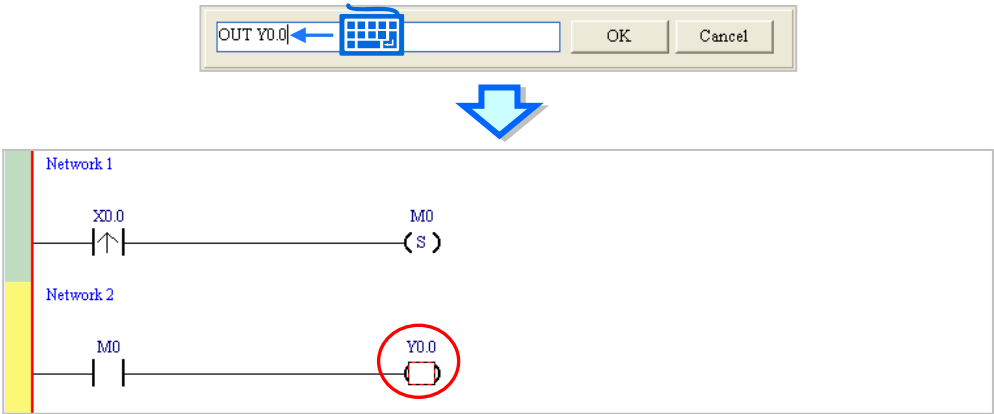 OUT Y0.0
OK
Cancel
Network 1
X0.0
M0
S
Network 2
M0
Y0.0